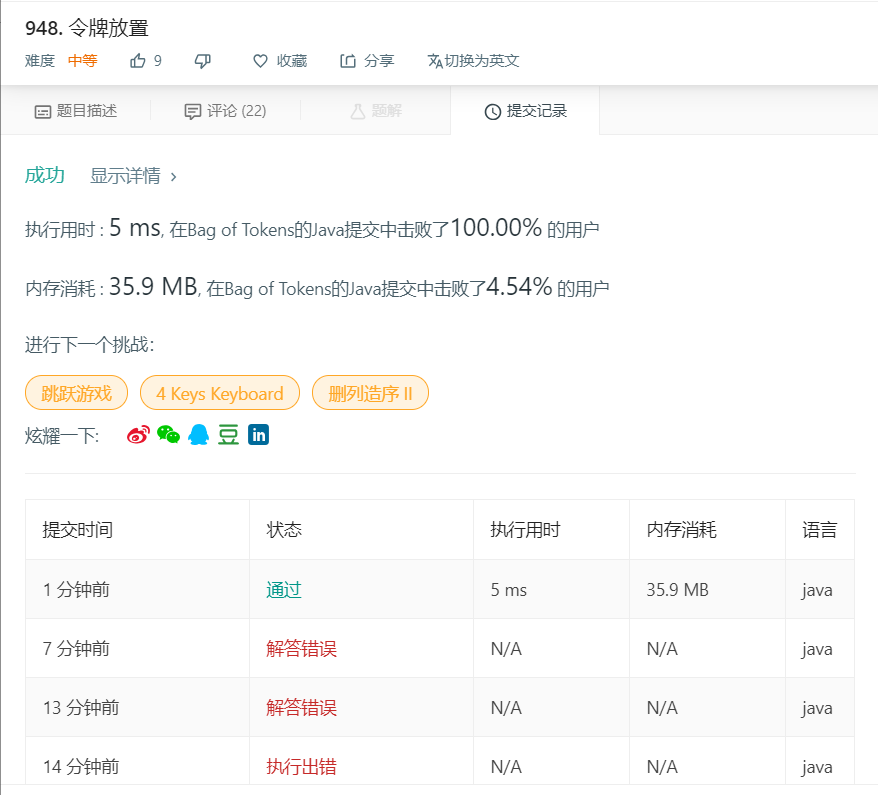 948. 令牌放置
难度 中等 9 收藏 分享 切换为英文
题目描述 评论 (22) 题解 提交记录
成功 显示详情 ›
执行用时 : 5 ms, 在Bag of Tokens的Java提交中击败了100.00% 的用户
内存消耗 : 35.9 MB, 在Bag of Tokens的Java提交中击败了4.54% 的用户
进行下一个挑战:
跳跃游戏 4 Keys Keyboard 删列造序 II
炫耀一下: 豆 in
提交时间 状态 执行用时 内存消耗 语言
1 分钟前 通过 5 ms 35.9 MB java
7 分钟前 解答错误 N/A N/A java
13 分钟前 解答错误 N/A N/A java
14 分钟前 执行出错 N/A N/A java